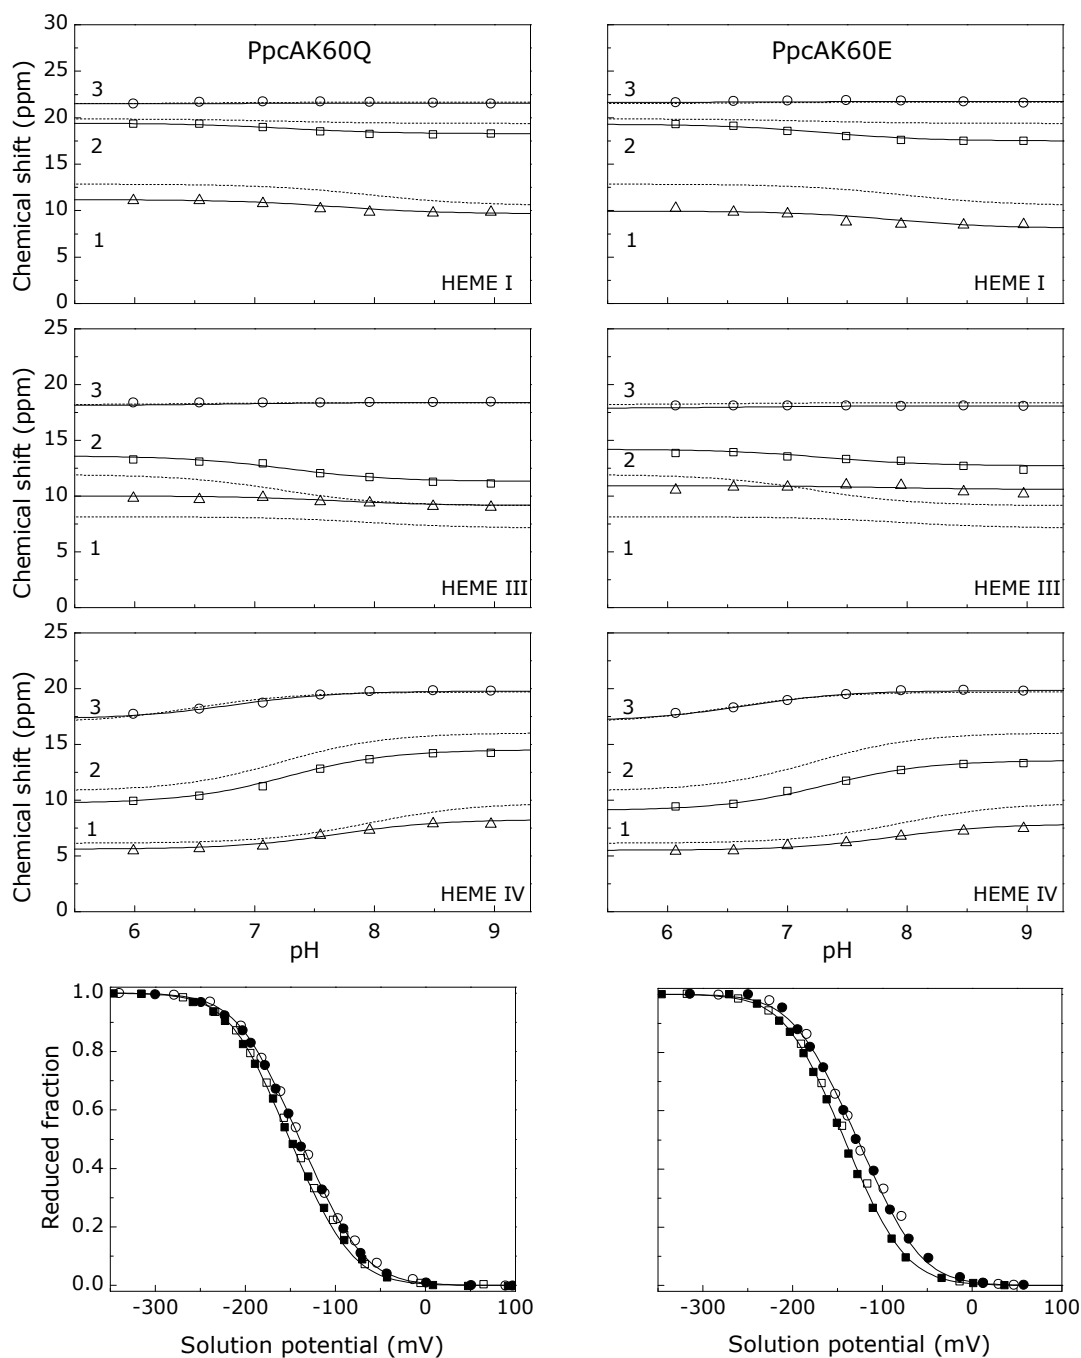 PpcAK60Q
PpcAK60E
Chemical shift (ppm)
30
25
20
15
10
5
0
3
2
1
HEME I
3
2
1
HEME I
Chemical shift (ppm)
25
20
15
10
5
0
3
2
1
HEME III
3
2
1
HEME III
Chemical shift (ppm)
25
20
15
10
5
0
3
2
1
HEME IV
3
2
1
HEME IV
6 7 8 9
pH
6 7 8 9
pH
Reduced fraction
1.0
0.8
0.6
0.4
0.2
0.0
-300 -200 -100 0 100
Solution potential (mV)
-300 -200 -100 0 100
Solution potential (mV)